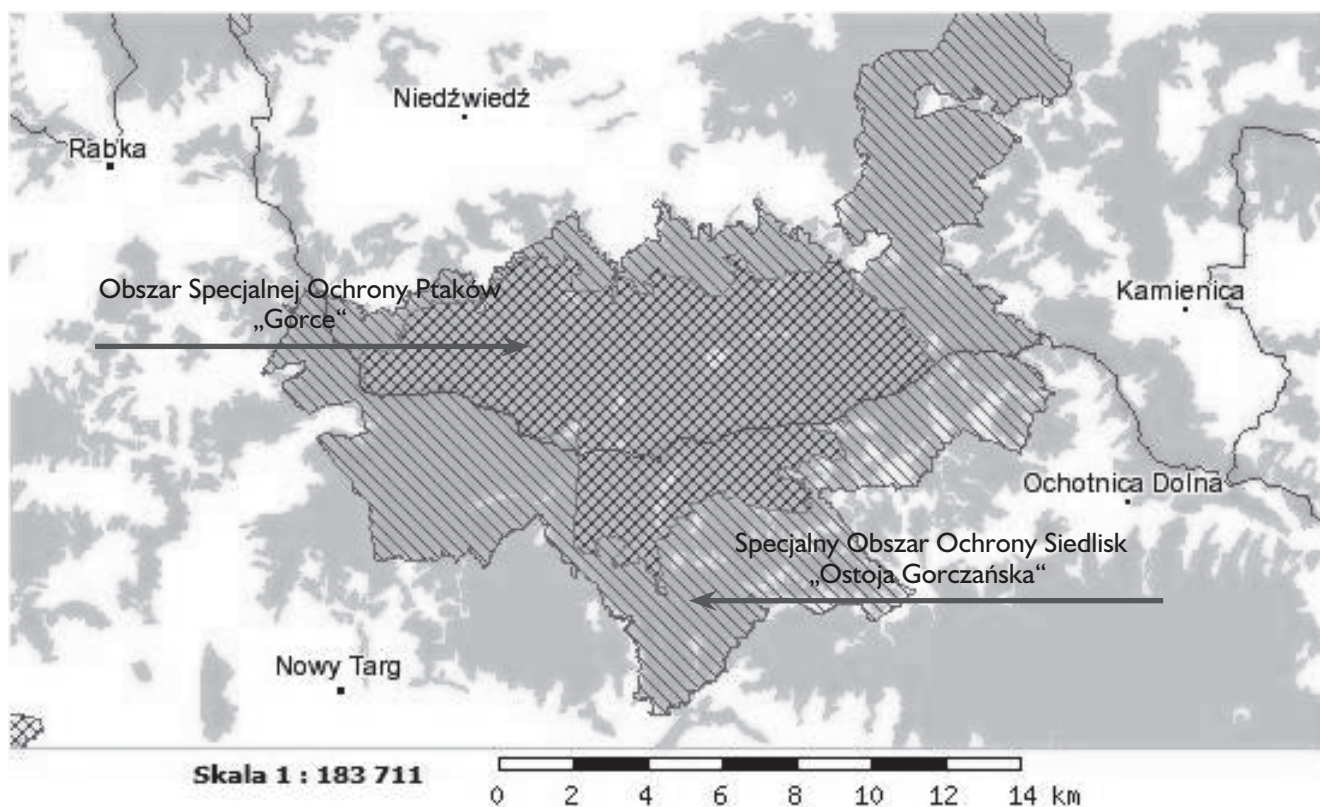 Niedźwiedź
Rabka
Obszar Specjalnej Ochrony Ptaków
„Gorce“
Kamienica
Ochotnica Dolna
Specjalny Obszar Ochrony Siedlisk
„Ostoja Gorczańska“
Nowy Targ
Skala 1 : 183 711
0 2 4 6 8 10 12 14 km